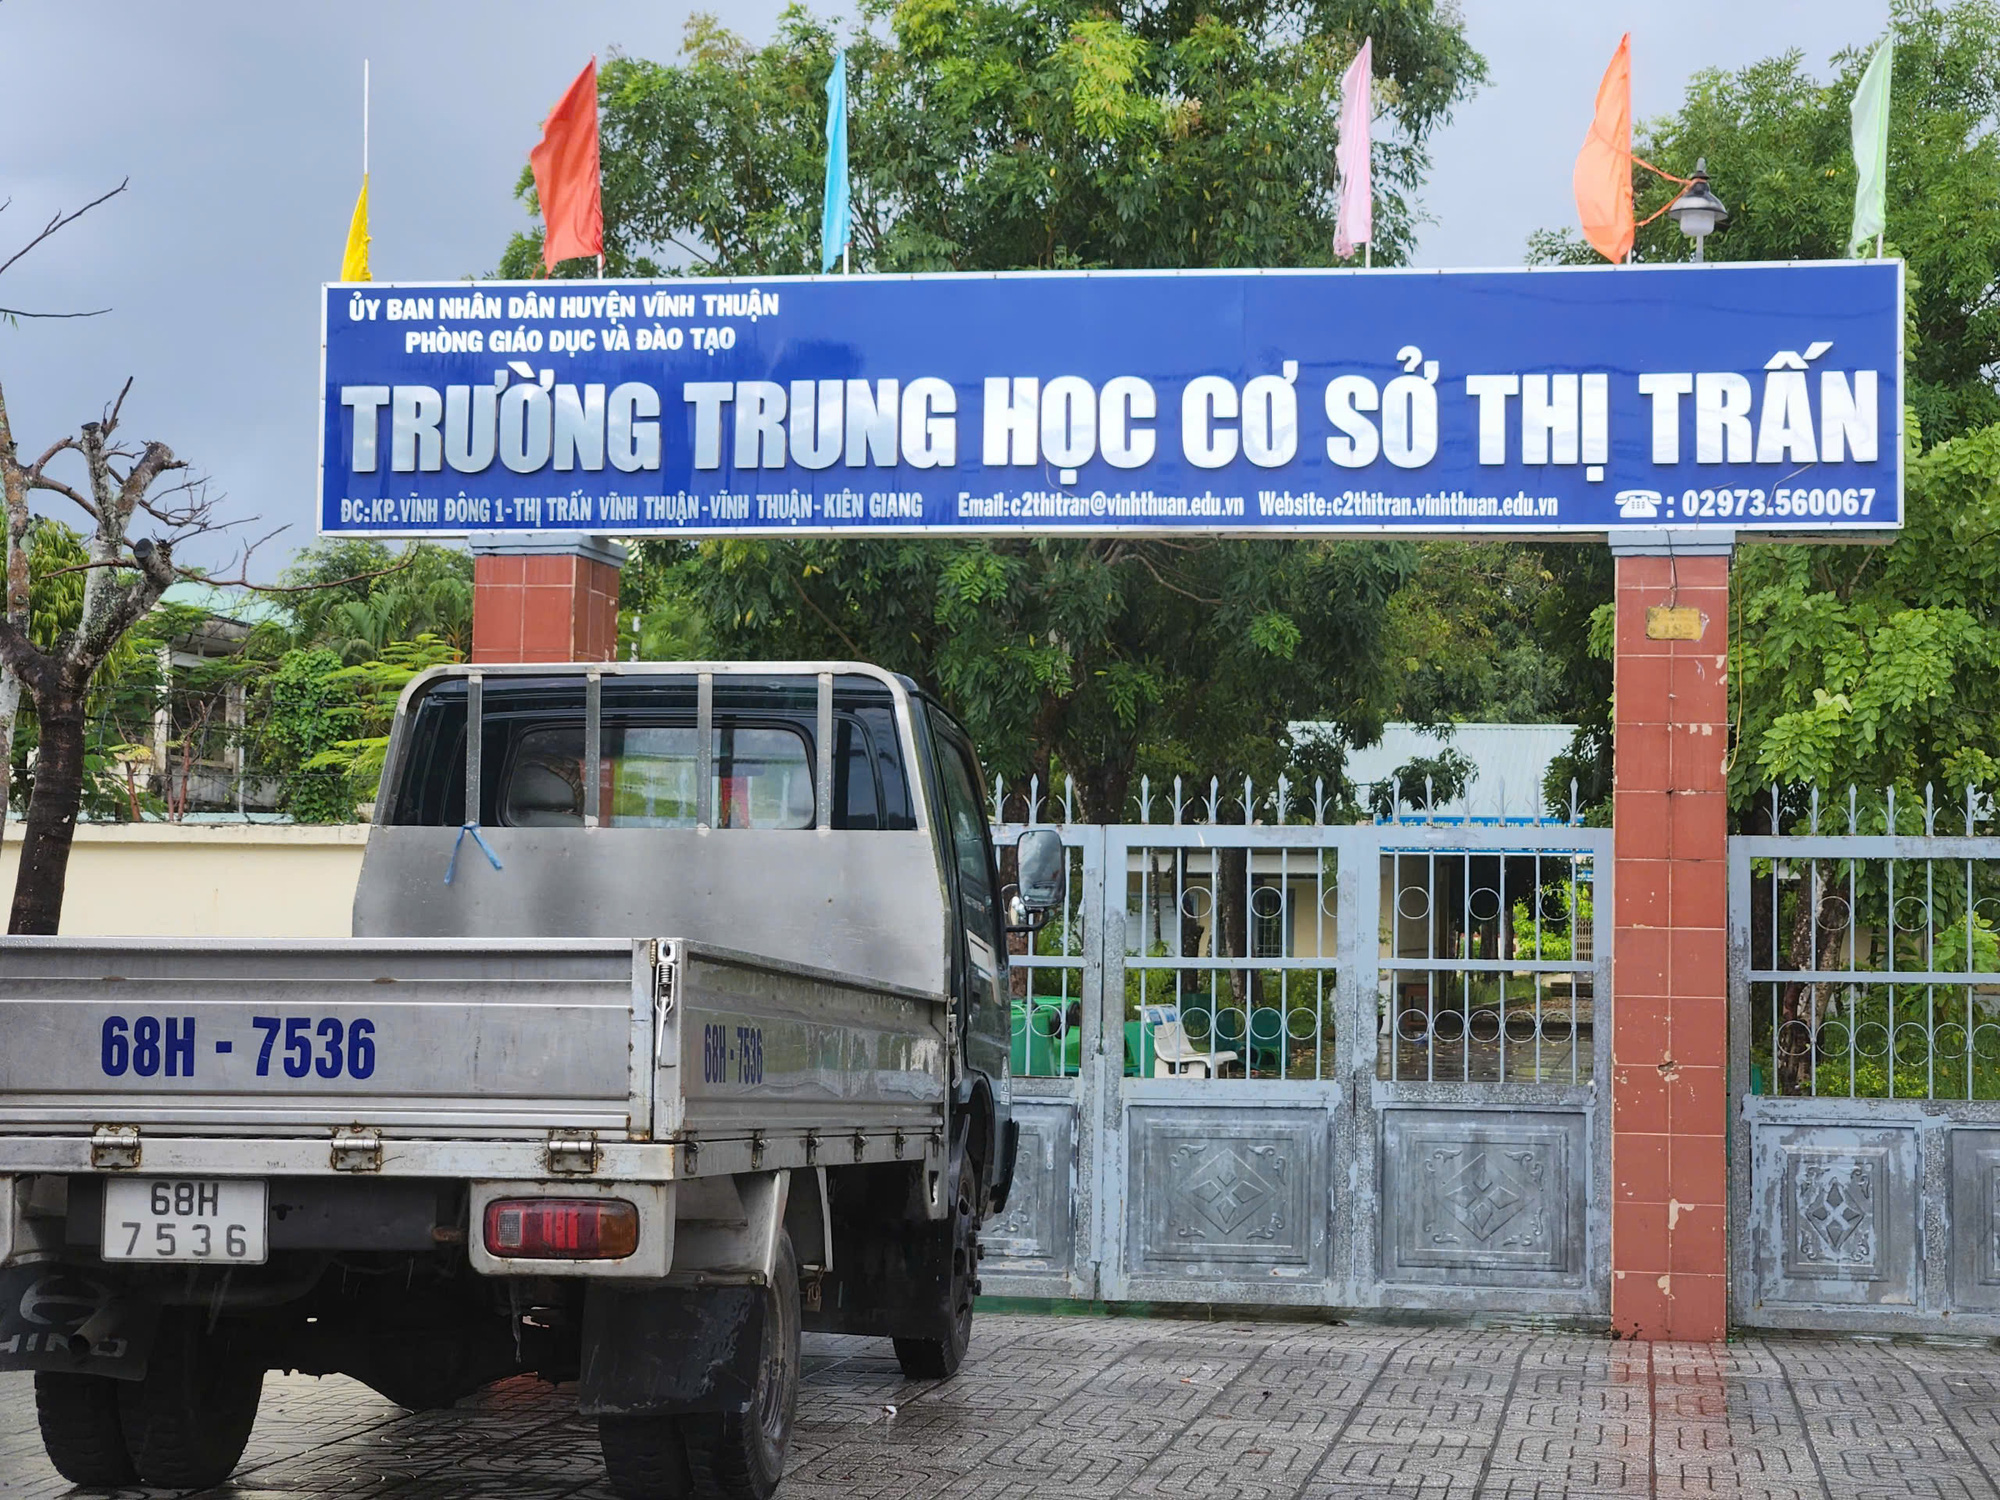 ỦY BAN NHÂN DÂN HUYỆN VĨNH THUẬN
PHÒNG GIÁO DỤC VÀ ĐÀO TẠO
TRƯỜNG TRUNG HỌC CƠ SỞ THỊ TRẤN
ĐC:KP.VĨNH ĐÔNG 1-THỊ TRẤN VĨNH THUẬN-VĨNH THUẬN-KIÊN GIANG Email:c2thitran@vinhthuan.edu.vn Website:c2thitran.vinhthuan.edu.vn ☎: 02973.560067
68H - 7536
68H - 7536
68H
7536
HINO